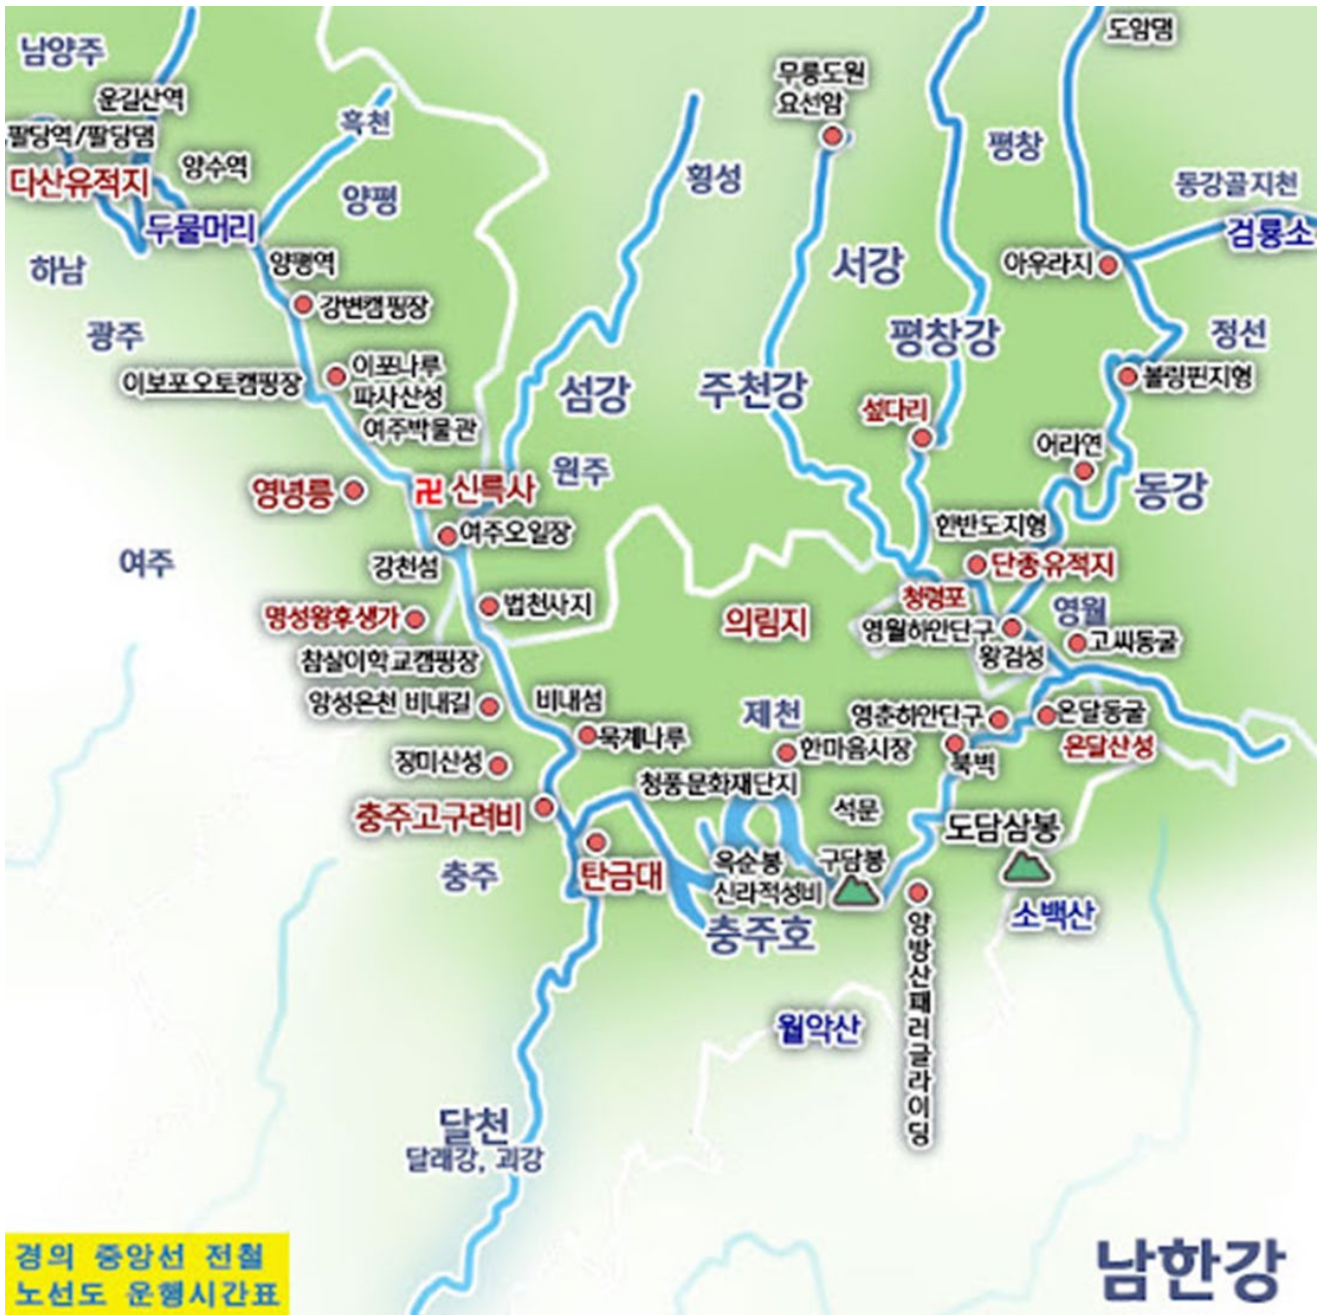 남양주
도암댐
무릉도원
요선암
운길산역
흑천
팔당역/팔당댐
평창
양수역
횡성
다산유적지
동강골지천
양평
두물머리
검룡소
하남
양평역
서강
아우라지
강변캠핑장
광주
평창강
정선
이포나루
이보포오토캠핑장
파사산성
섬강
주천강
볼링핀지형
여주박물관
섶다리
어라연
원주
영녕릉
卍 신륵사
동강
여주오일장
한반도지형
여주
강천섬
단종유적지
청령포
법천사지
영월
명성왕후생가
의림지
영월하안단구
고씨동굴
참살이학교캠핑장
왕검성
앙성온천 비내길
비내섬
제천
영춘하안단구
온달동굴
묵계나루
한마음시장
온달산성
장미산성
북벽
청풍문화재단지
충주고구려비
석문
도담삼봉
충주
탄금대
옥순봉
구담봉
신라적성비
충주호
소백산
양방산패러글라이딩
월악산
달천
달래강, 괴강
경의 중앙선 전철
노선도 운행시간표
남한강